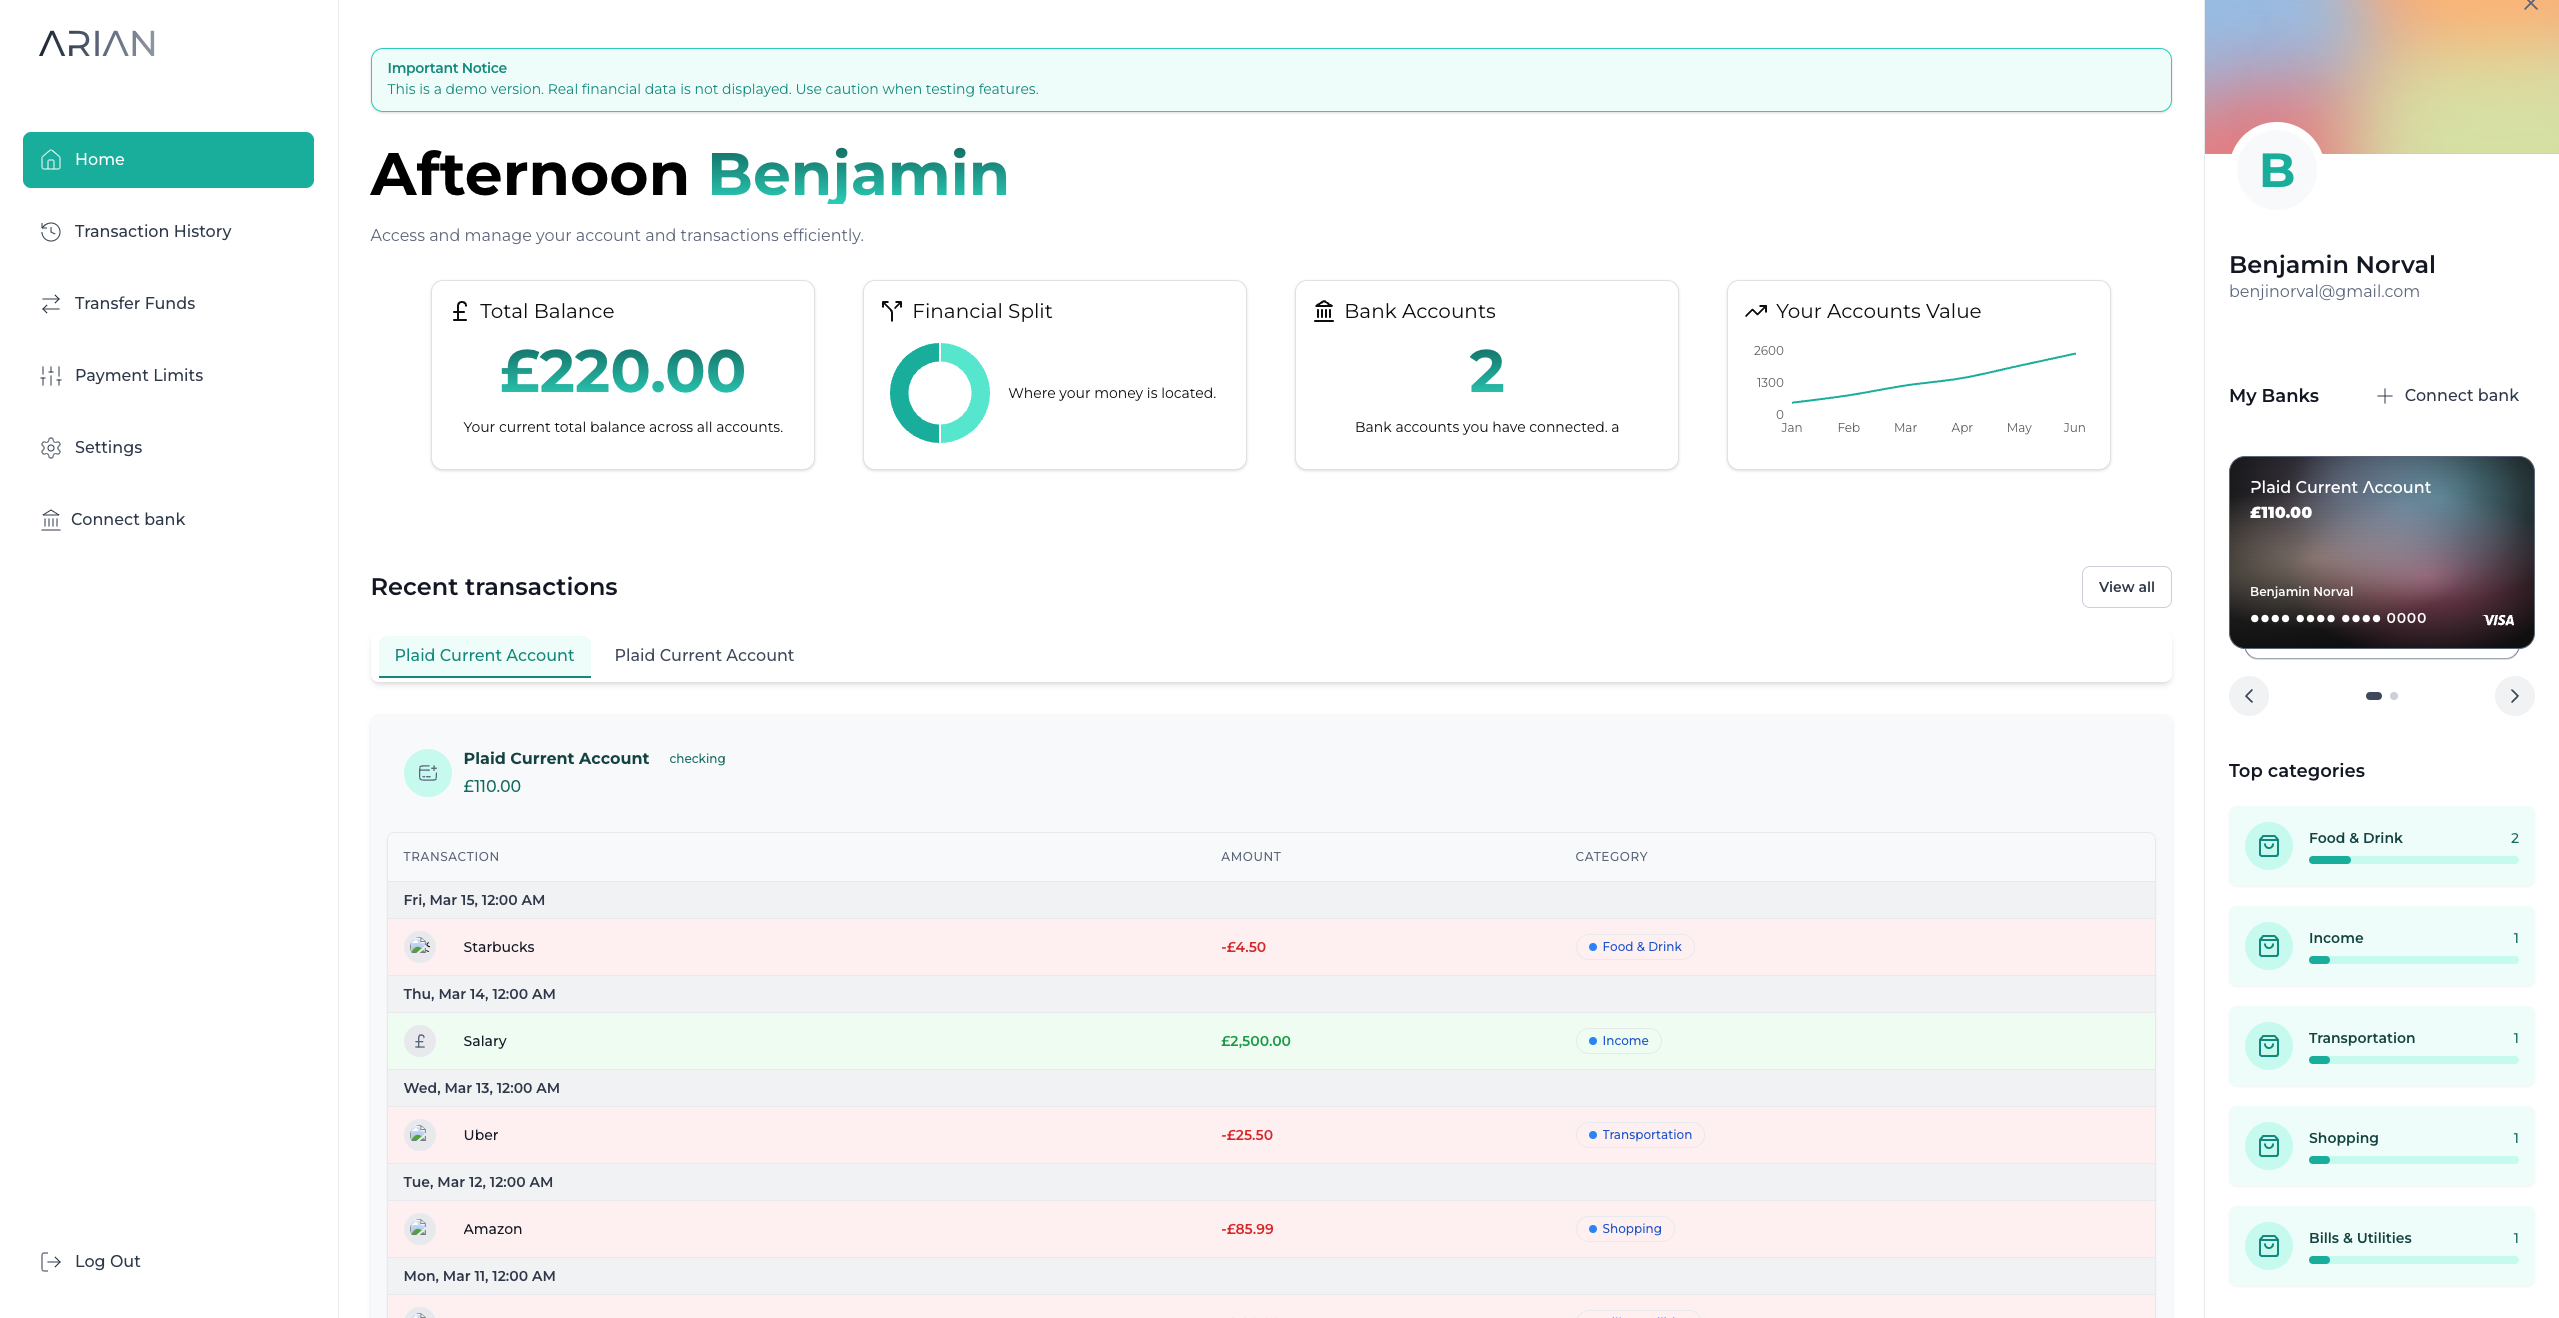 ARIAN
Home
Transaction History
Transfer Funds
Payment Limits
Settings
Connect bank
Log Out
Important Notice
This is a demo version. Real financial data is not displayed. Use caution when testing features.
Afternoon Benjamin
Access and manage your account and transactions efficiently.
Total Balance
£220.00
Your current total balance across all accounts.
Financial Split
Where your money is located.
Bank Accounts
2
Bank accounts you have connected. a
Your Accounts Value
2600
1300
0
Jan Feb Mar Apr May Jun
Recent transactions
View all
Plaid Current Account
Plaid Current Account
Plaid Current Account checking
£110.00
TRANSACTION AMOUNT CATEGORY
Fri, Mar 15, 12:00 AM
Starbucks -£4.50 Food & Drink
Thu, Mar 14, 12:00 AM
£ Salary £2,500.00 Income
Wed, Mar 13, 12:00 AM
Uber -£25.50 Transportation
Tue, Mar 12, 12:00 AM
Amazon -£85.99 Shopping
Mon, Mar 11, 12:00 AM
B
Benjamin Norval
benjinorval@gmail.com
My Banks
Connect bank
Plaid Current Account
£110.00
Benjamin Norval
●●●● ●●●● ●●●● 0000
VISA
Top categories
Food & Drink 2
Income 1
Transportation 1
Shopping 1
Bills & Utilities 1